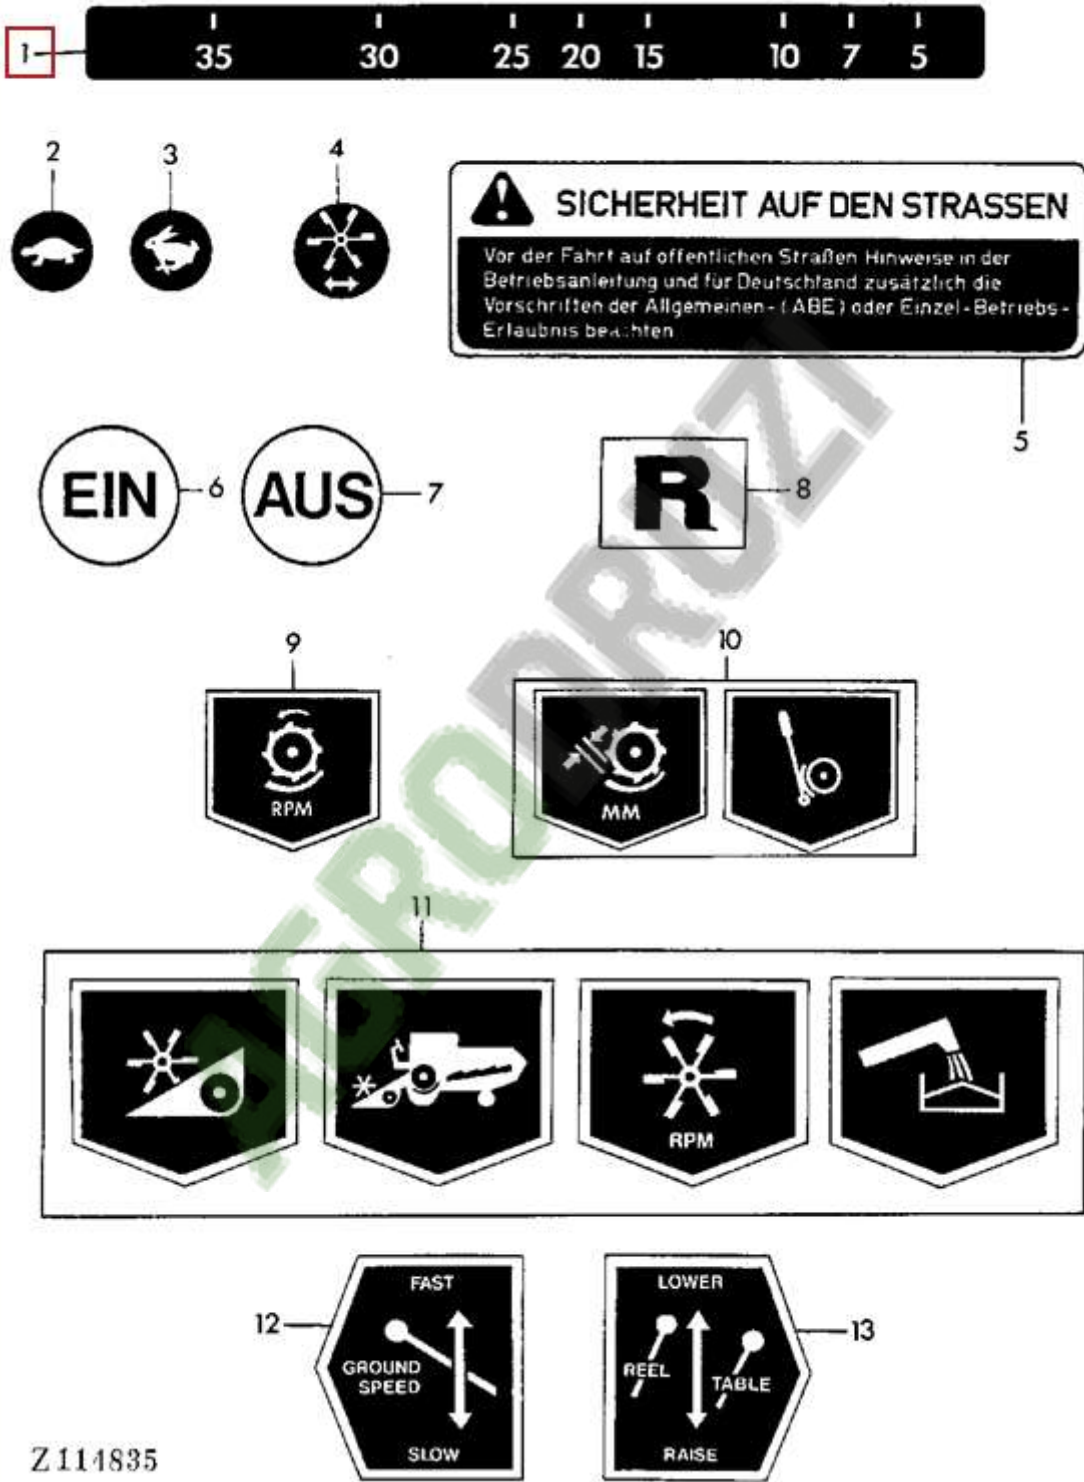 1
35 30 25 20 15 10 7 5
2 3 4
SICHERHEIT AUF DEN STRASSEN
Vor der Fahrt auf offentlichen Straßen Hinweise in der
Betriebsanleitung und für Deutschland zusätzlich die
Vorschriften der Allgemeinen- (ABE) oder Einzel-Betriebs-
Erlaubnis beachten
5
EIN 6 AUS 7 R 8
9
RPM
10
MM
11
RPM
12
FAST
GROUND
SPEED
SLOW
13
LOWER
REEL
TABLE
RAISE
Z114835
AGRODRUZI